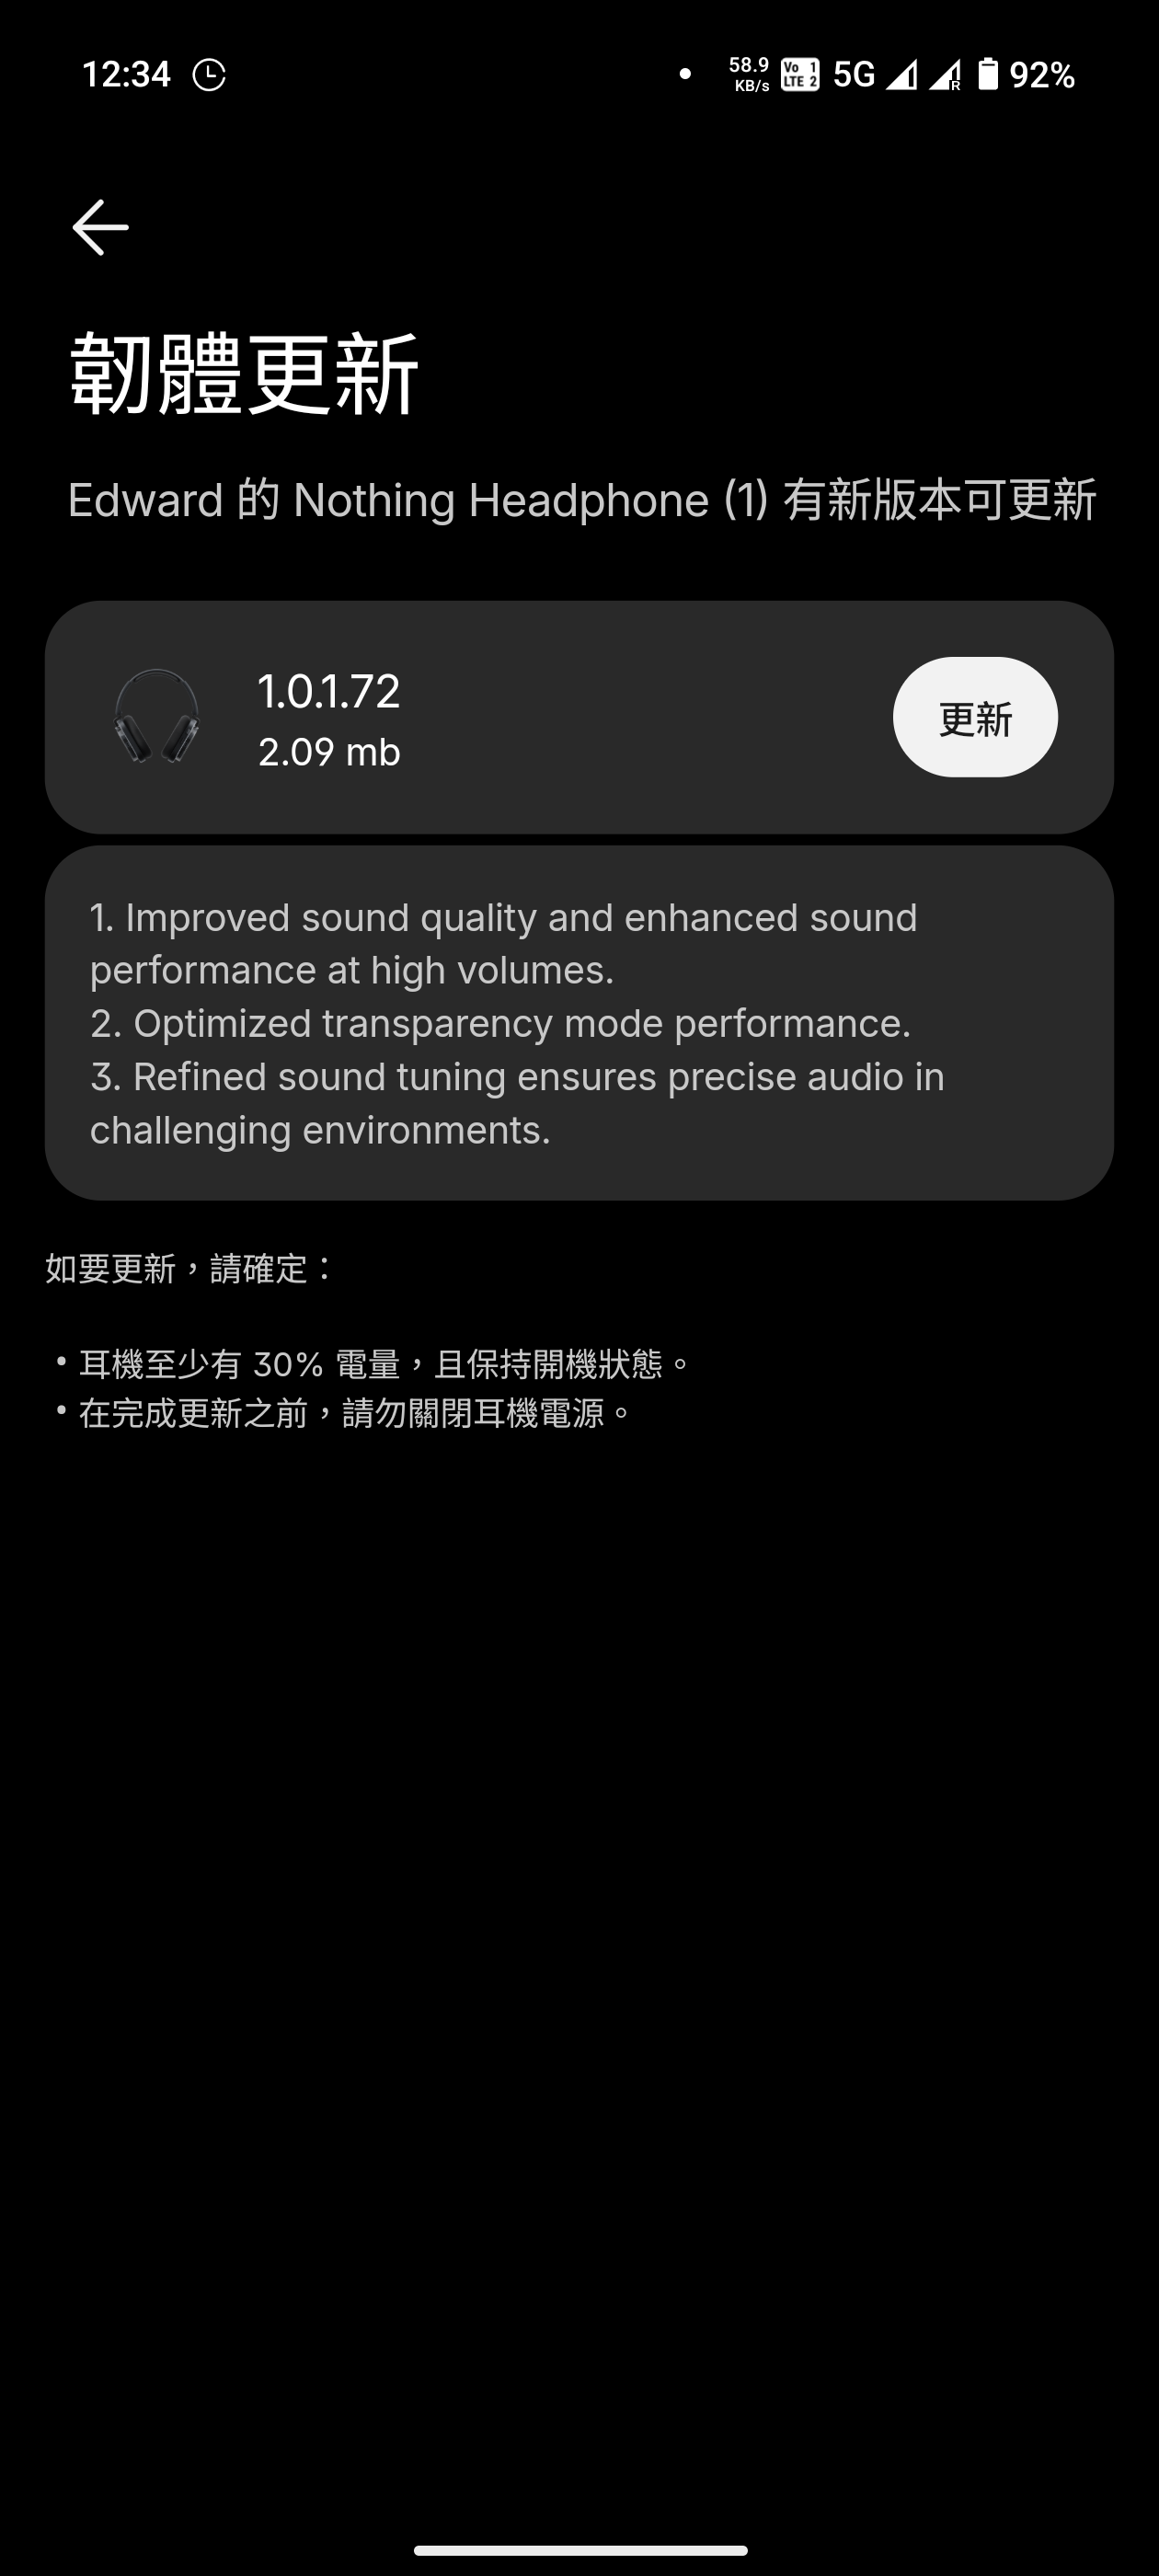 12:34
58.9 KB/s Vo 1 LTE 2 5G R 92%
韌體更新
Edward 的 Nothing Headphone (1) 有新版本可更新
1.0.1.72
2.09 mb
更新
1. Improved sound quality and enhanced sound
performance at high volumes.
2. Optimized transparency mode performance.
3. Refined sound tuning ensures precise audio in
challenging environments.
如要更新，請確定：
• 耳機至少有 30% 電量，且保持開機狀態。
• 在完成更新之前，請勿關閉耳機電源。